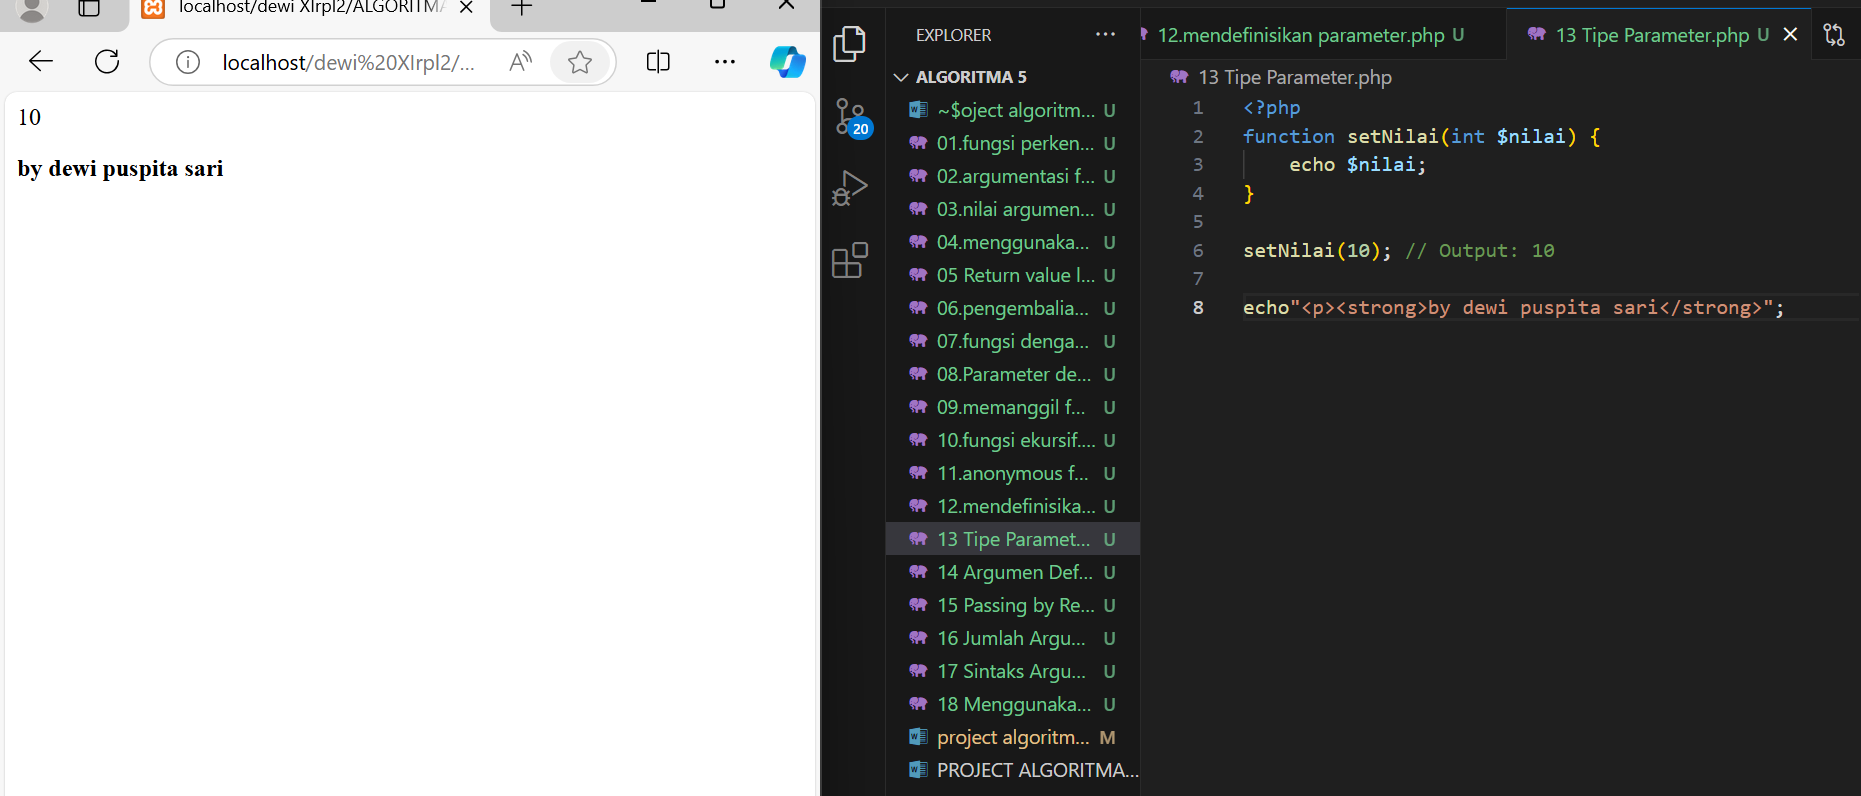 localhost/dewi XIrpl2/ALGORITMA
localhost/dewi%20XIrpl2/...
10
by dewi puspita sari
20
EXPLORER
ALGORITMA 5
~$oject algoritm... U
01.fungsi perken... U
02.argumentasi f... U
03.nilai argumen... U
04.menggunaka... U
05 Return value l... U
06.pengembalia... U
07.fungsi denga... U
08.Parameter de... U
09.memanggil f... U
10.fungsi ekursif.... U
11.anonymous f... U
12.mendefinisika... U
13 Tipe Paramet... U
14 Argumen Def... U
15 Passing by Re... U
16 Jumlah Argu... U
17 Sintaks Argu... U
18 Menggunaka... U
project algoritm... M
PROJECT ALGORITMA...
12.mendefinisikan parameter.php U
13 Tipe Parameter.php U
13 Tipe Parameter.php
1 <?php
2 function setNilai(int $nilai) {
3 echo $nilai;
4 }
5
6 setNilai(10); // Output: 10
7
8 echo"<p><strong>by dewi puspita sari</strong>";